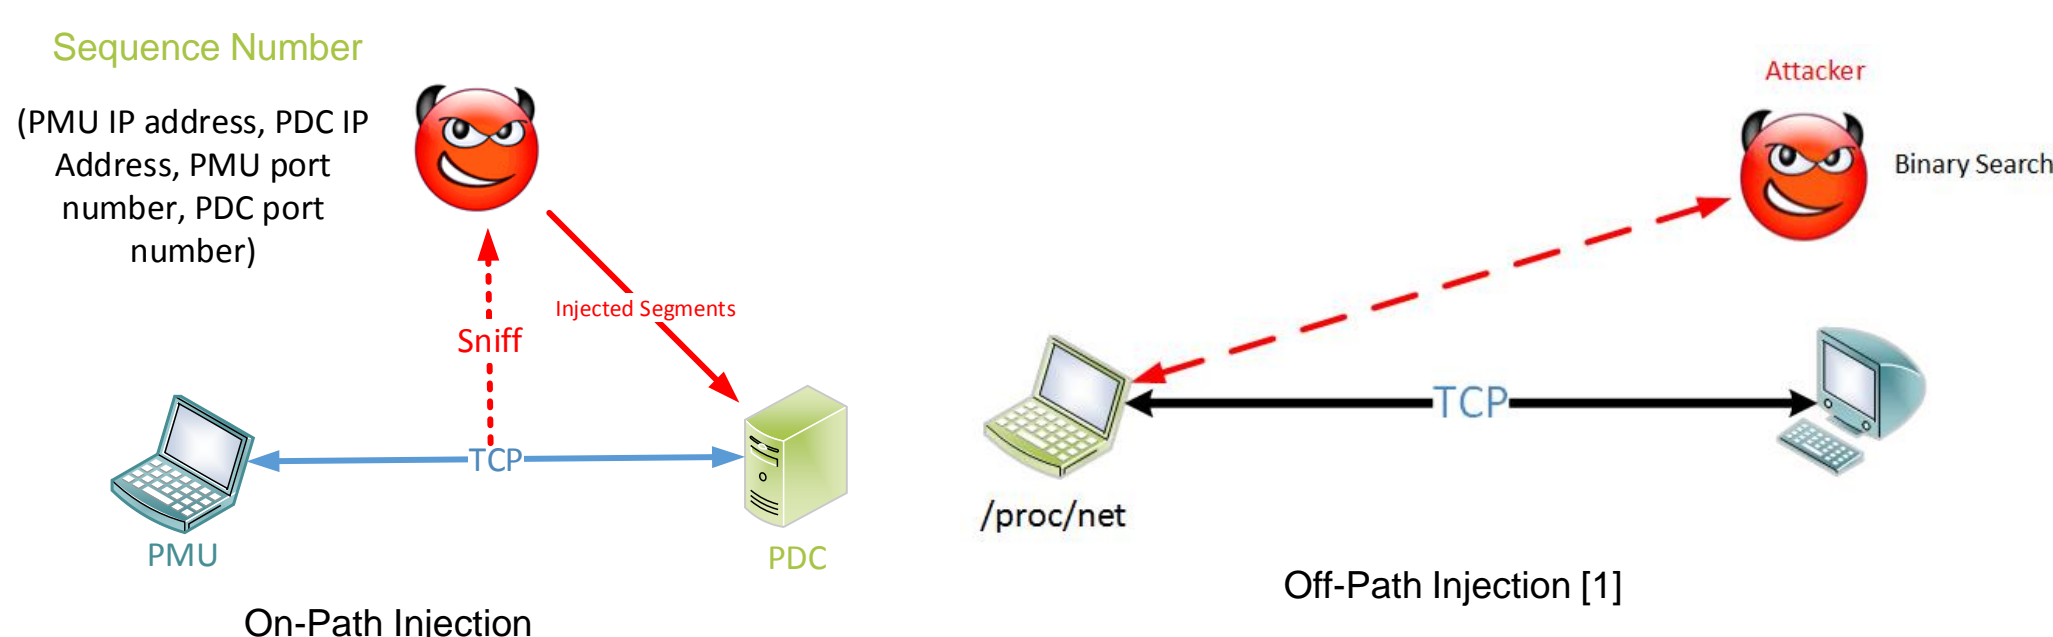 Sequence Number
(PMU IP address, PDC IP
Address, PMU port
number, PDC port
number)
Injected Segments
Sniff
TCP
PMU
PDC
On-Path Injection
Attacker
Binary Search
TCP
/proc/net
Off-Path Injection [1]